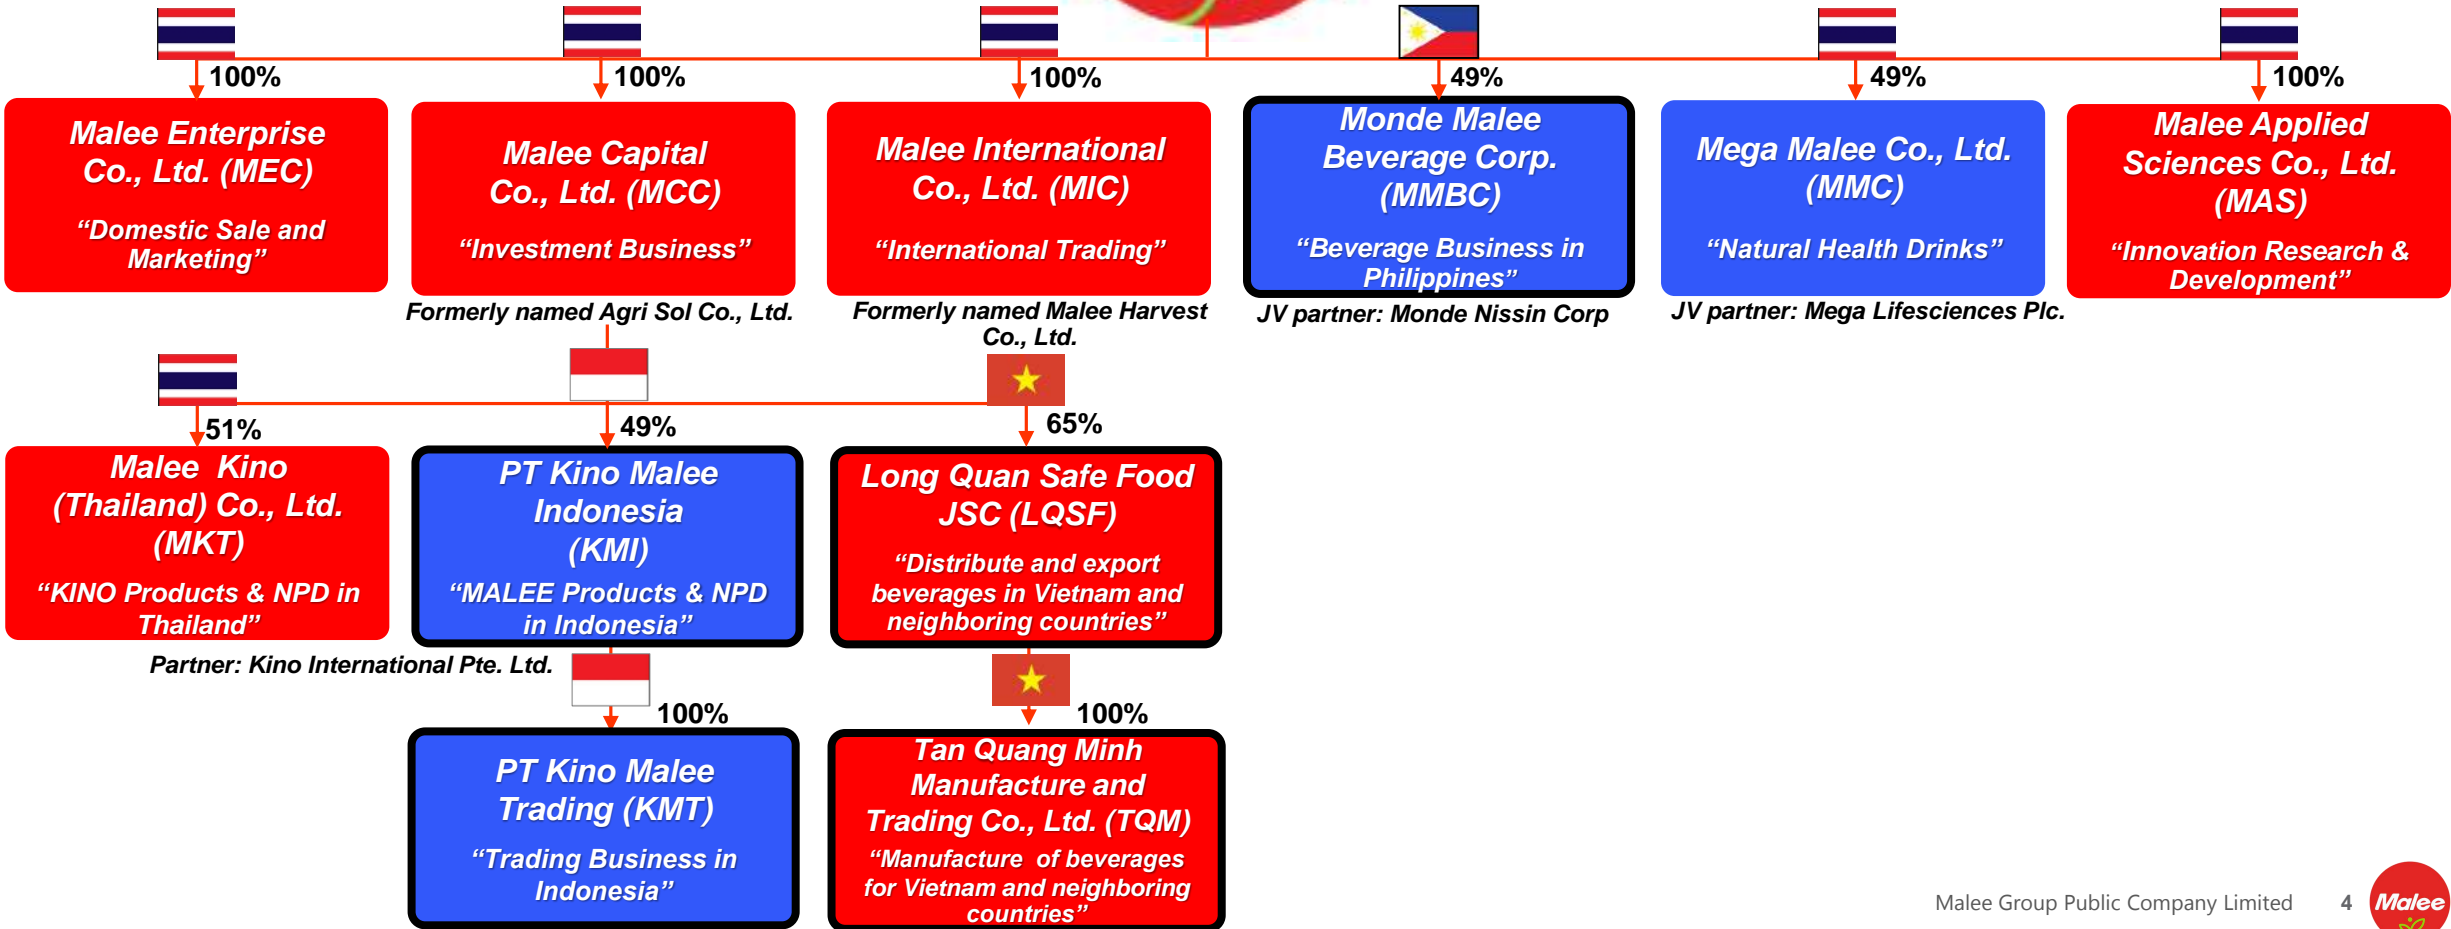 100%
100%
100%
49%
49%
100%
Malee Enterprise
Co., Ltd. (MEC)
“Domestic Sale and
Marketing”
Malee Capital
Co., Ltd. (MCC)
“Investment Business”
Formerly named Agri Sol Co., Ltd.
Malee International
Co., Ltd. (MIC)
“International Trading”
Formerly named Malee Harvest
Co., Ltd.
Monde Malee
Beverage Corp.
(MMBC)
“Beverage Business in
Philippines”
JV partner: Monde Nissin Corp
Mega Malee Co., Ltd.
(MMC)
“Natural Health Drinks”
JV partner: Mega Lifesciences Plc.
Malee Applied
Sciences Co., Ltd.
(MAS)
“Innovation Research &
Development”
51%
49%
65%
Malee Kino
(Thailand) Co., Ltd.
(MKT)
“KINO Products & NPD in
Thailand”
PT Kino Malee
Indonesia
(KMI)
“MALEE Products & NPD
in Indonesia”
Long Quan Safe Food
JSC (LQSF)
“Distribute and export
beverages in Vietnam and
neighboring countries”
Partner: Kino International Pte. Ltd.
100%
100%
PT Kino Malee
Trading (KMT)
“Trading Business in
Indonesia”
Tan Quang Minh
Manufacture and
Trading Co., Ltd. (TQM)
“Manufacture of beverages
for Vietnam and neighboring
countries”
Malee Group Public Company Limited 4
Malee